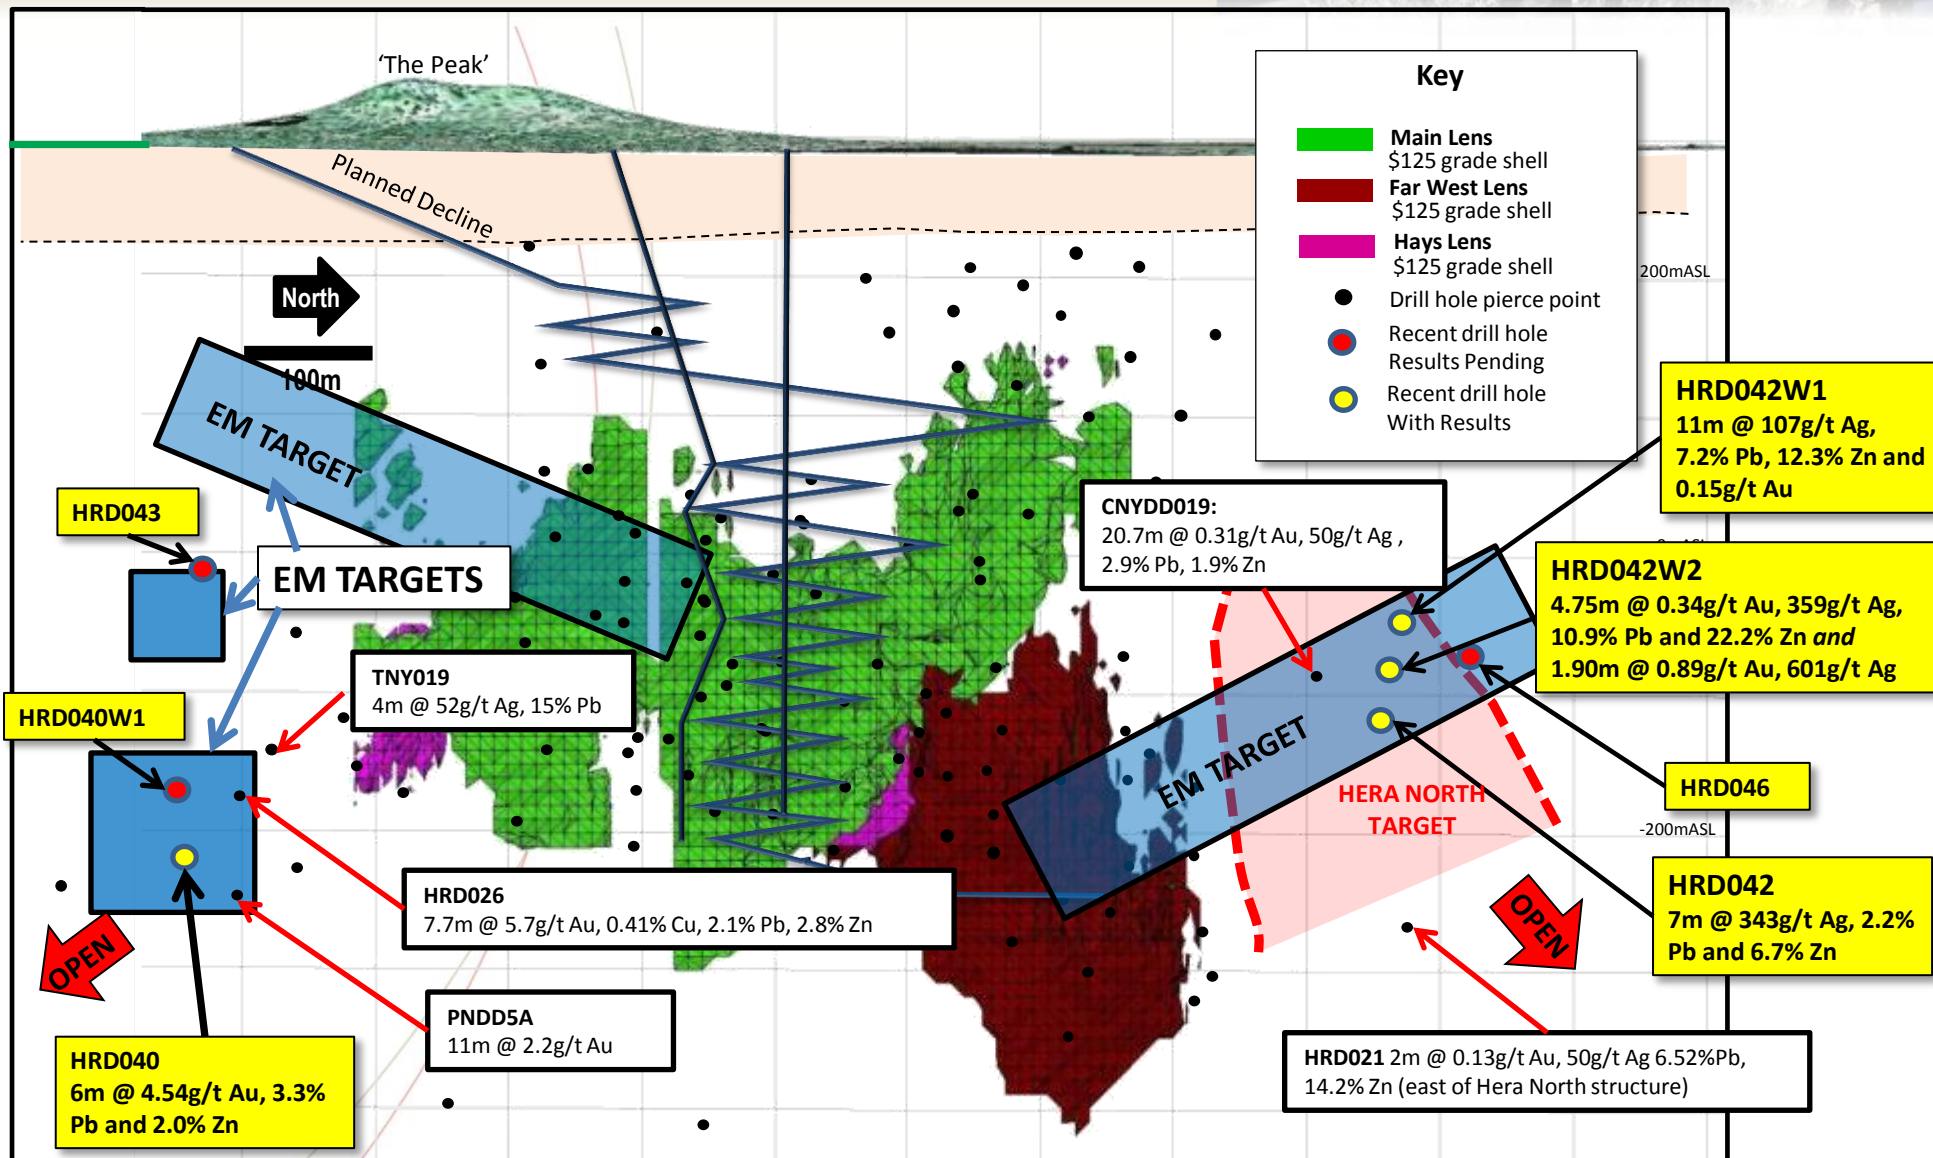 'The Peak'
Planned Decline
North
100m
Key
Main Lens
$125 grade shell
Far West Lens
$125 grade shell
Hays Lens
$125 grade shell
Drill hole pierce point
Recent drill hole
Results Pending
Recent drill hole
With Results
200mASL
HRD042W1
11m @ 107g/t Ag,
7.2% Pb, 12.3% Zn and
0.15g/t Au
EM TARGET
HRD043
EM TARGETS
CNYDD019:
20.7m @ 0.31g/t Au, 50g/t Ag ,
2.9% Pb, 1.9% Zn
HRD042W2
4.75m @ 0.34g/t Au, 359g/t Ag,
10.9% Pb and 22.2% Zn and
1.90m @ 0.89g/t Au, 601g/t Ag
TNY019
4m @ 52g/t Ag, 15% Pb
HRD040W1
EM TARGET
HERA NORTH
TARGET
HRD046
-200mASL
HRD026
7.7m @ 5.7g/t Au, 0.41% Cu, 2.1% Pb, 2.8% Zn
HRD042
7m @ 343g/t Ag, 2.2%
Pb and 6.7% Zn
OPEN
OPEN
PNDD5A
11m @ 2.2g/t Au
HRD040
6m @ 4.54g/t Au, 3.3%
Pb and 2.0% Zn
HRD021 2m @ 0.13g/t Au, 50g/t Ag 6.52%Pb,
14.2% Zn (east of Hera North structure)